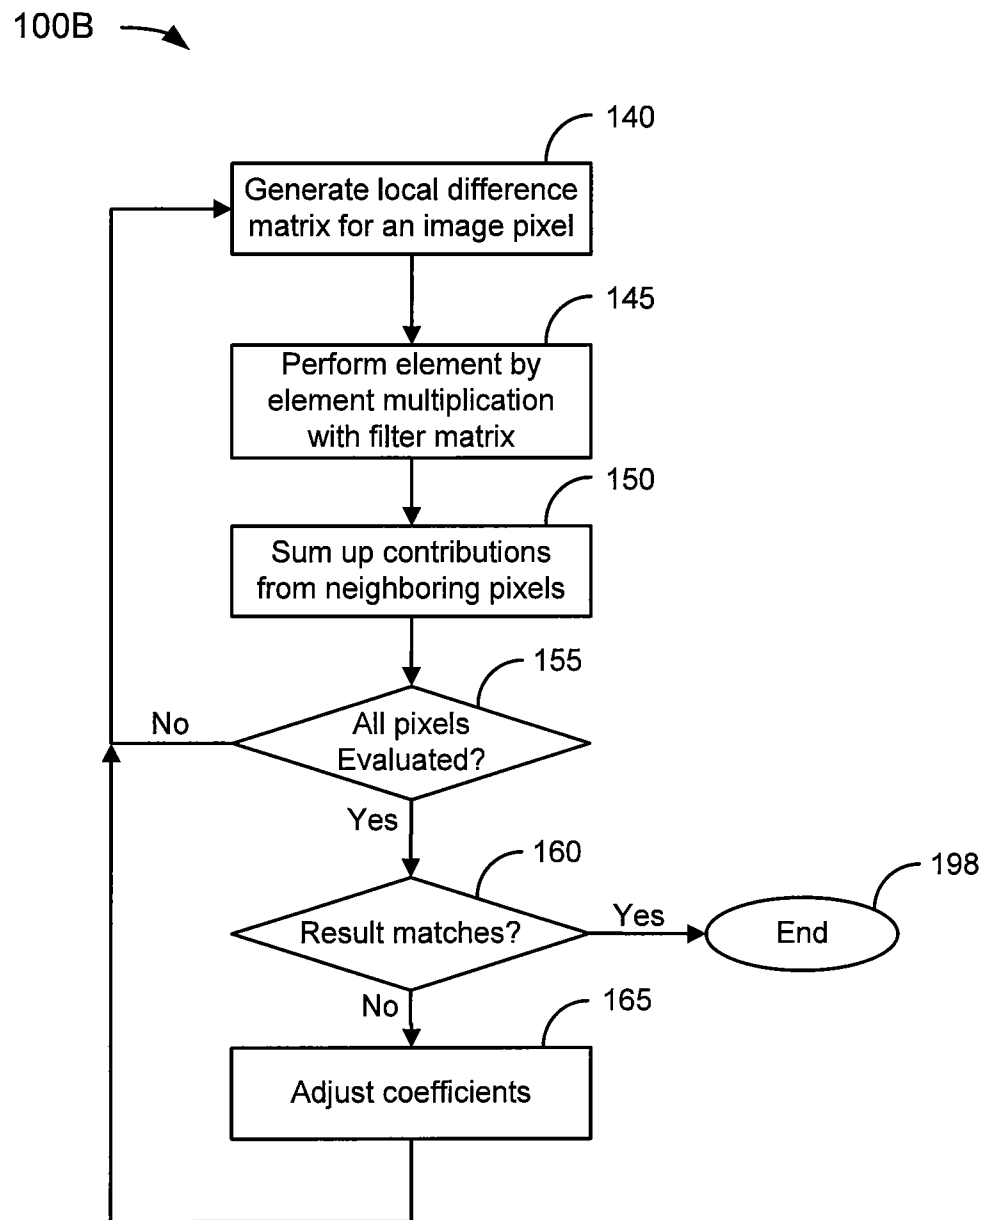 100B
140
Generate local difference
matrix for an image pixel
145
Perform element by
element multiplication
with filter matrix
150
Sum up contributions
from neighboring pixels
155
No
All pixels
Evaluated?
Yes
160
198
Result matches?
Yes
End
No
165
Adjust coefficients